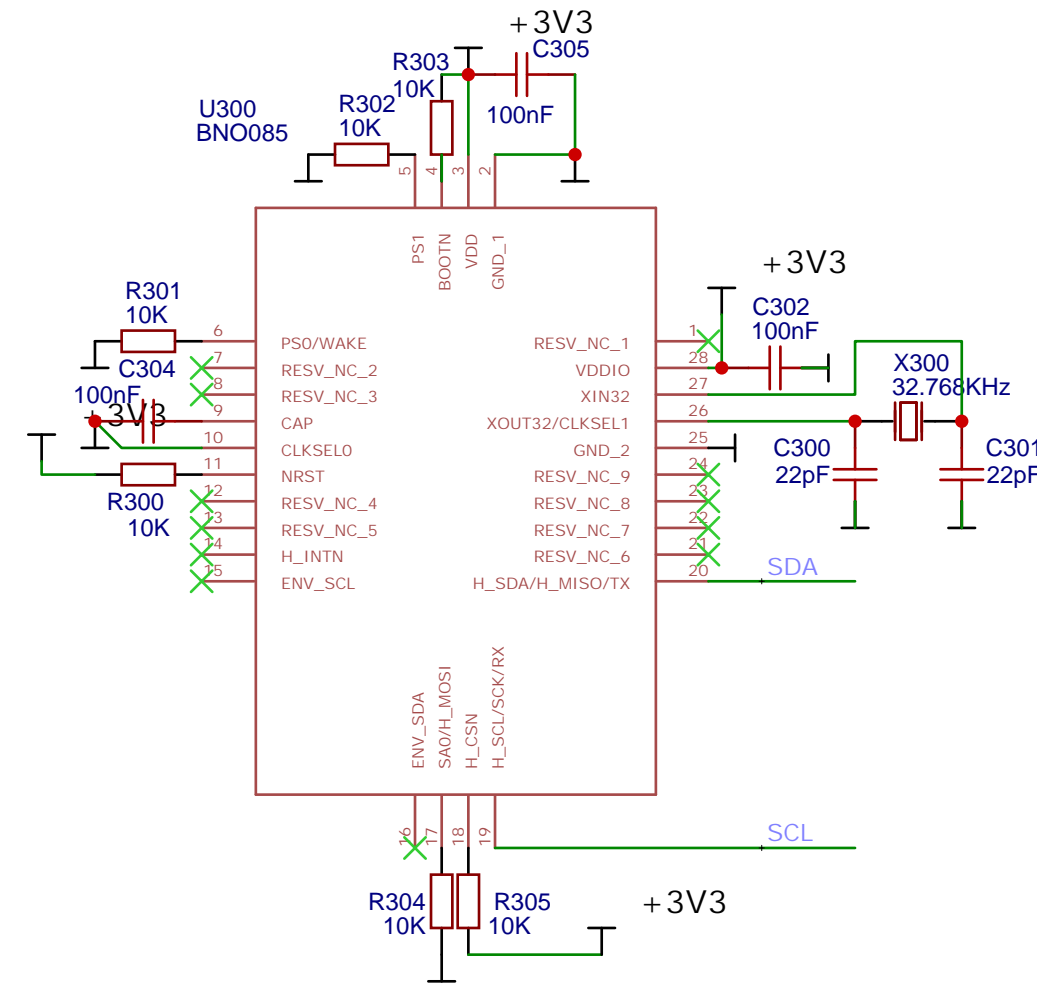 +3V3
R303
C305
10K
R302
100nF
U300
10K
BNO085
5
4
3
2
PS1
BOOTN
VDD
GND_1
+3V3
R301
C302
10K
100nF
6
PS0/WAKE
RESV_NC_1
1
C304
7
RESV_NC_2
VDDIO
28
X300
100nF
8
RESV_NC_3
XIN32
27
32.768KHz
+3V3
9
CAP
XOUT32/CLKSEL1
26
10
CLKSEL0
GND_2
25
C300
C301
11
NRST
RESV_NC_9
24
22pF
22pF
R300
12
RESV_NC_4
RESV_NC_8
23
10K
13
RESV_NC_5
RESV_NC_7
22
14
H_INTN
RESV_NC_6
21
15
ENV_SCL
H_SDA/H_MISO/TX
20
SDA
ENV_SDA
SA0/H_MOSI
H_CSN
H_SCL/SCK/RX
16
17
18
19
SCL
R304
R305
+3V3
10K
10K